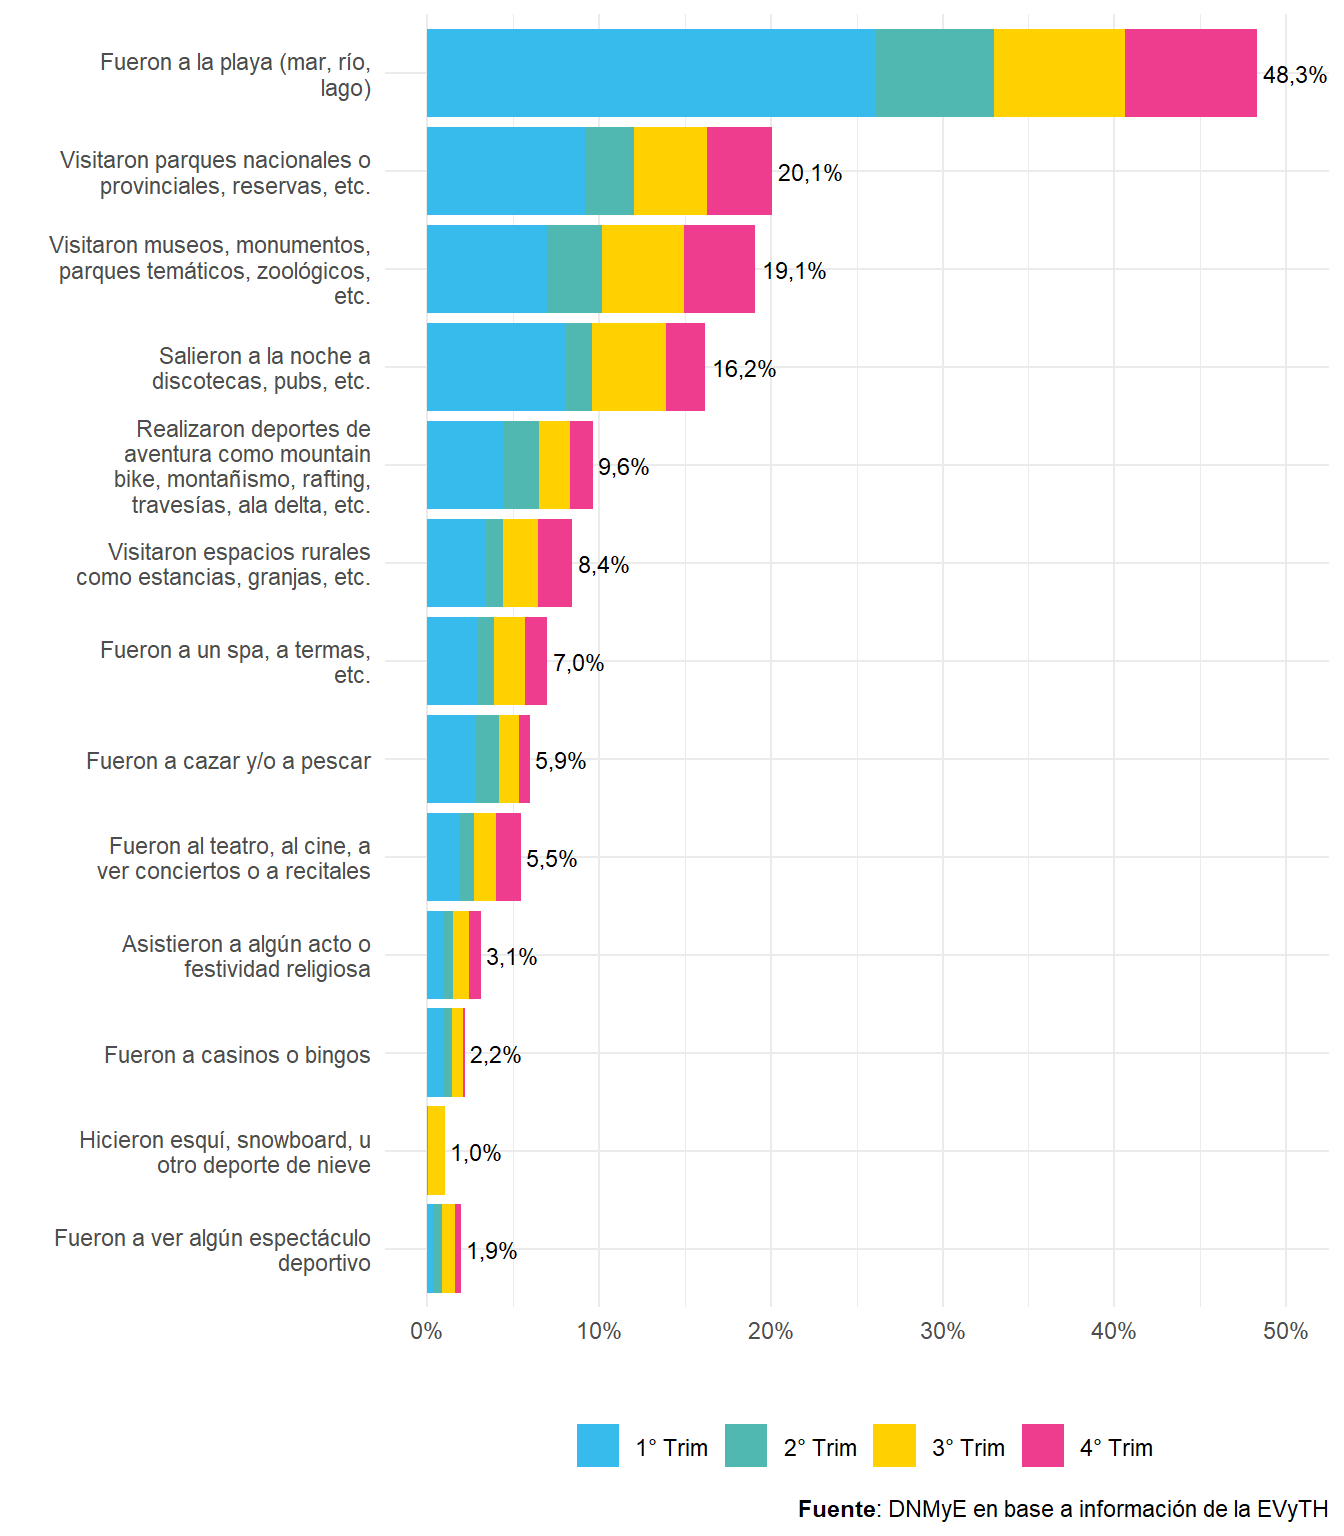 Fueron a la playa (mar, río,
lago)
48,3%
Visitaron parques nacionales o
provinciales, reservas, etc.
20,1%
Visitaron museos, monumentos,
parques temáticos, zoológicos,
etc.
19,1%
Salieron a la noche a
discotecas, pubs, etc.
16,2%
Realizaron deportes de
aventura como mountain
bike, montañismo, rafting,
travesías, ala delta, etc.
9,6%
Visitaron espacios rurales
como estancias, granjas, etc.
8,4%
Fueron a un spa, a termas,
etc.
7,0%
Fueron a cazar y/o a pescar
5,9%
Fueron al teatro, al cine, a
ver conciertos o a recitales
5,5%
Asistieron a algún acto o
festividad religiosa
3,1%
Fueron a casinos o bingos
2,2%
Hicieron esquí, snowboard, u
otro deporte de nieve
1,0%
Fueron a ver algún espectáculo
deportivo
1,9%
0% 10% 20% 30% 40% 50%
1° Trim 2° Trim 3° Trim 4° Trim
Fuente: DNMyE en base a información de la EVyTH